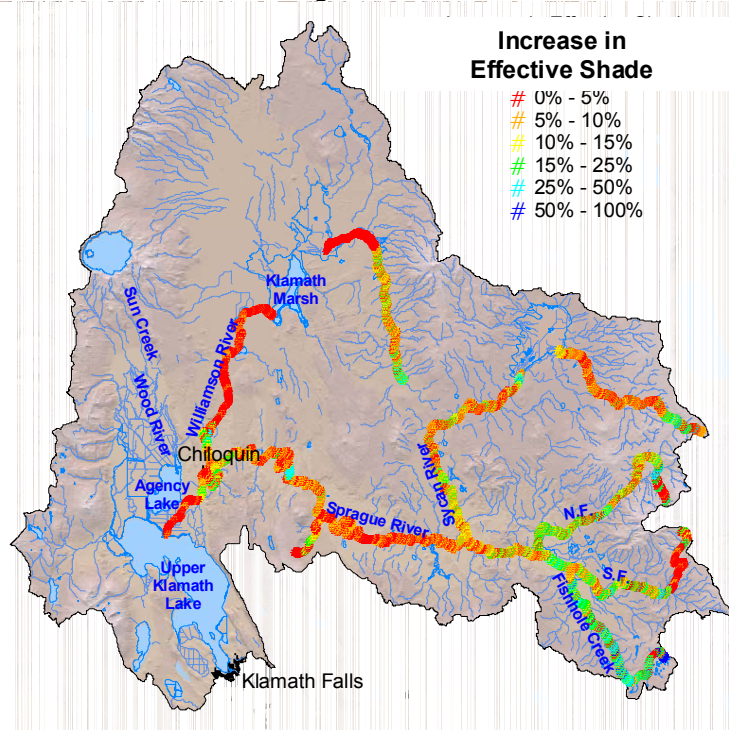 Increase in
Effective Shade
# 0% - 5%
# 5% - 10%
# 10% - 15%
# 15% - 25%
# 25% - 50%
# 50% - 100%
Klamath
Marsh
Sun Creek
Wood River
Williamson River
Chiloquin
Agency
Lake
Sycan River
Sprague River
N.F.
S.F.
Fishhole Creek
Upper
Klamath
Lake
Klamath Falls